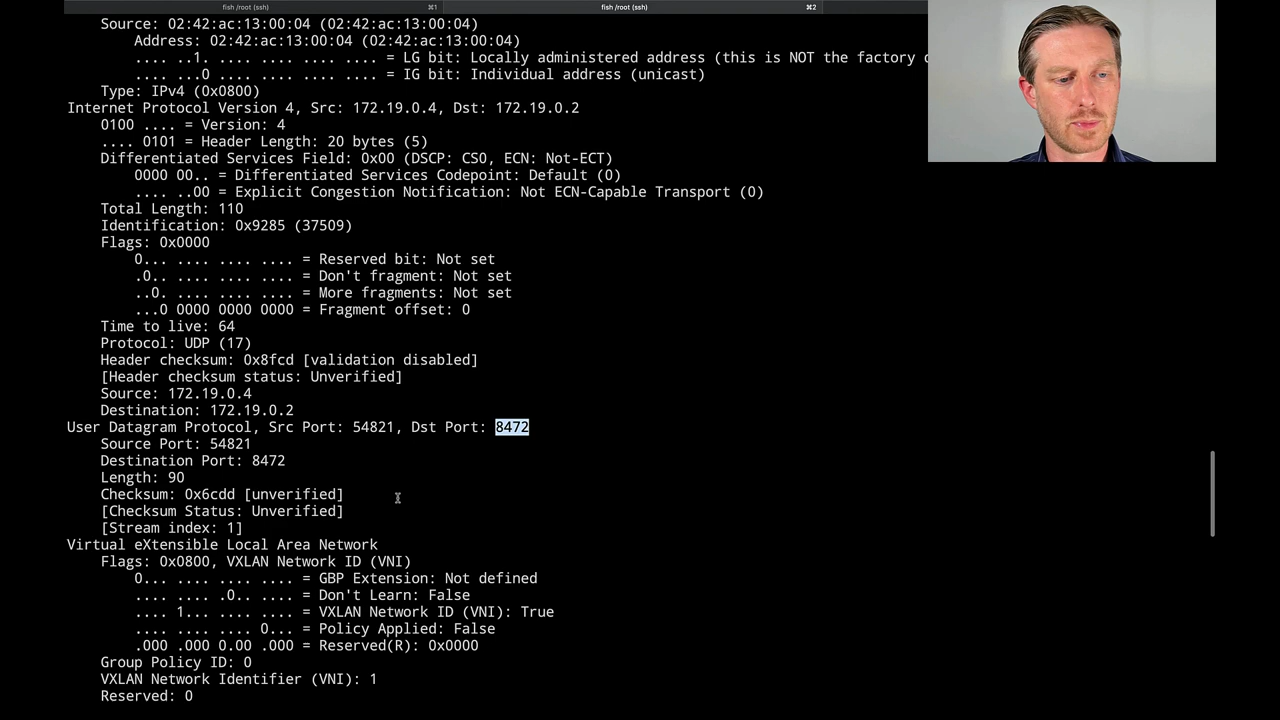 fish /root (ssh) ⌘1 fish /root (ssh) ⌘2
Source: 02:42:ac:13:00:04 (02:42:ac:13:00:04)
Address: 02:42:ac:13:00:04 (02:42:ac:13:00:04)
.... ..1. .... .... .... .... = LG bit: Locally administered address (this is NOT the factory
.... ...0 .... .... .... .... = IG bit: Individual address (unicast)
Type: IPv4 (0x0800)
Internet Protocol Version 4, Src: 172.19.0.4, Dst: 172.19.0.2
0100 .... = Version: 4
.... 0101 = Header Length: 20 bytes (5)
Differentiated Services Field: 0x00 (DSCP: CS0, ECN: Not-ECT)
0000 00.. = Differentiated Services Codepoint: Default (0)
.... ..00 = Explicit Congestion Notification: Not ECN-Capable Transport (0)
Total Length: 110
Identification: 0x9285 (37509)
Flags: 0x0000
0... .... .... .... = Reserved bit: Not set
.0.. .... .... .... = Don't fragment: Not set
..0. .... .... .... = More fragments: Not set
...0 0000 0000 0000 = Fragment offset: 0
Time to live: 64
Protocol: UDP (17)
Header checksum: 0x8fcd [validation disabled]
[Header checksum status: Unverified]
Source: 172.19.0.4
Destination: 172.19.0.2
User Datagram Protocol, Src Port: 54821, Dst Port: 8472
Source Port: 54821
Destination Port: 8472
Length: 90
Checksum: 0x6cdd [unverified]
[Checksum Status: Unverified]
[Stream index: 1]
Virtual eXtensible Local Area Network
Flags: 0x0800, VXLAN Network ID (VNI)
0... .... .... .... = GBP Extension: Not defined
.... .... .0.. .... = Don't Learn: False
.... 1... .... .... = VXLAN Network ID (VNI): True
.... .... .... 0... = Policy Applied: False
.000 .000 0.00 .000 = Reserved(R): 0x0000
Group Policy ID: 0
VXLAN Network Identifier (VNI): 1
Reserved: 0